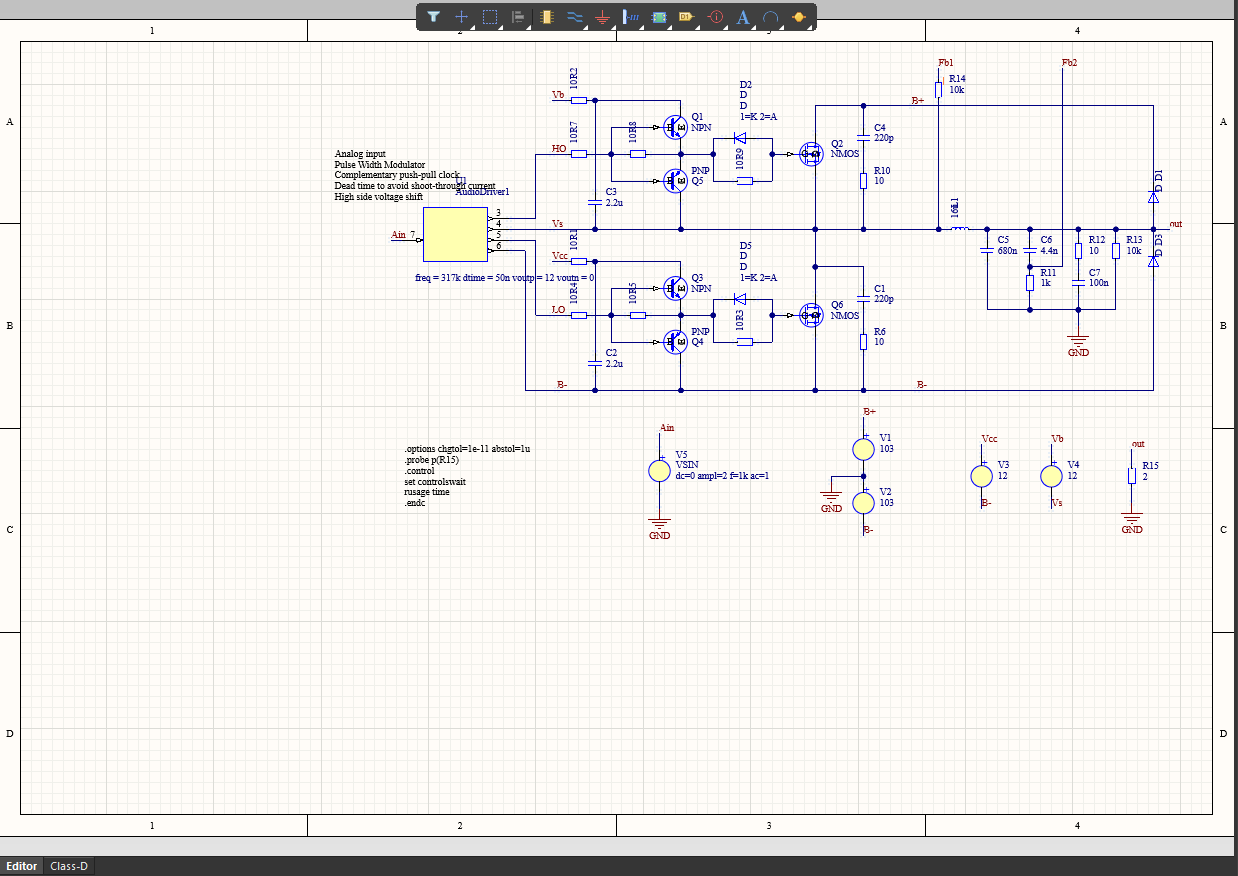 D1
A
1
2
3
4
Fb1
Fb2
R14
10k
10R2
D2
D
D
1=K 2=A
Vb
B+
A
A
Q1
NPN
C4
220p
10R7
10R8
HO
Q2
NMOS
10R9
Analog input
Pulse Width Modulator
Complementary push-pull clock,
Dead time to avoid shoot-through current
High side voltage shift
U1
AudioDriver1
PNP
Q5
R10
10
D D1
C3
2.2u
3
4
5
6
Ain 7
Vs
out
10R1
D5
D
D
1=K 2=A
C5
680n
C6
4.4n
R12
10
R13
10k
D D3
Vcc
freq = 317k dtime = 50n voutp = 12 voutn = 0
Q3
NPN
R11
1k
C7
100n
10R4
10R5
C1
220p
LO
Q6
NMOS
10R3
B
B
PNP
Q4
R6
10
GND
C2
2.2u
B-
B-
.options chgtol=1e-11 abstol=1u
.probe p(R15)
.control
set controlswait
rusage time
.endc
Ain
V5
VSIN
dc=0 ampl=2 f=1k ac=1
GND
B+
V1
103
V2
103
GND
B-
Vcc
V3
12
B-
Vb
V4
12
Vs
out
R15
2
GND
C
C
D
D
1
2
3
4
Editor
Class-D